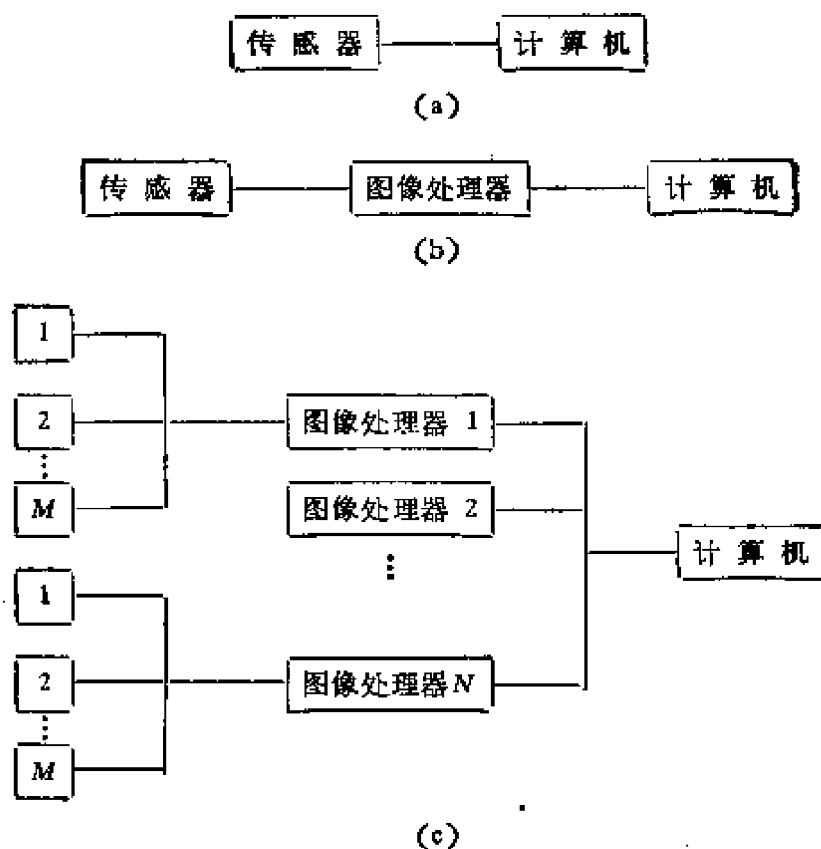 传感器 计算机
(a)
传感器 图像处理器 计算机
(b)
1
2 图像处理器 1
⋮
M 图像处理器 2
计算机
⋮
1
2 图像处理器N
⋮
M
(c)